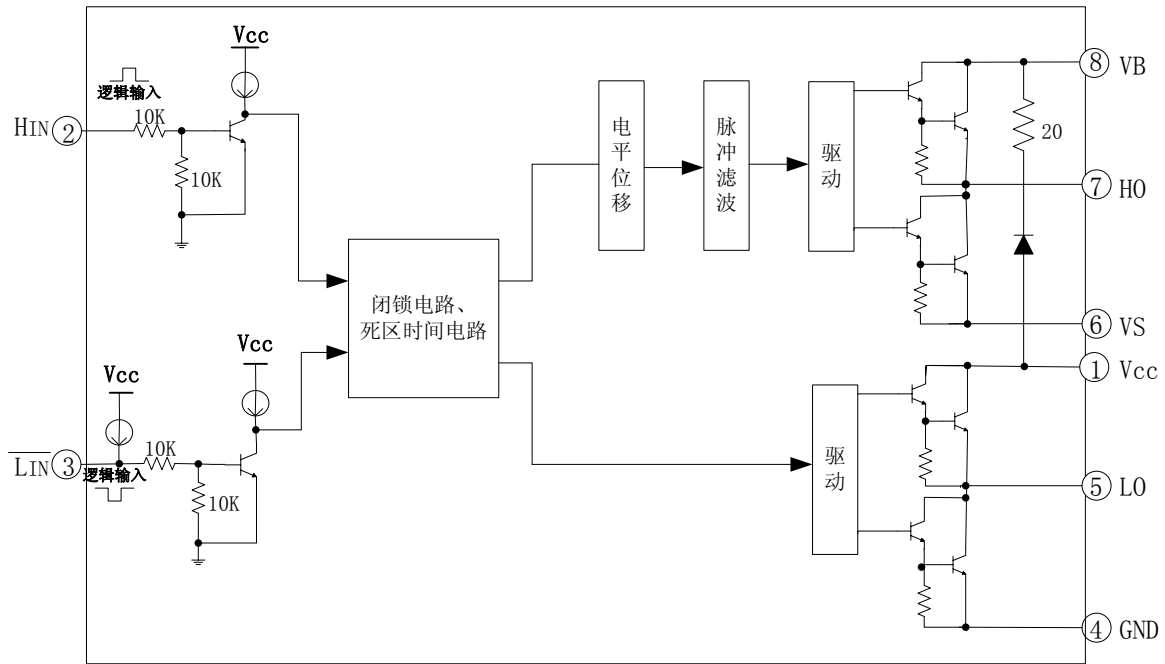 Vcc
逻辑输入
HIN ②
10K
10K
电平位移
脉冲滤波
驱动
⑧ VB
20
⑦ HO
⑥ VS
① Vcc
闭锁电路、
死区时间电路
Vcc
Vcc
LIN ③
10K
逻辑输入
10K
驱动
⑤ LO
④ GND